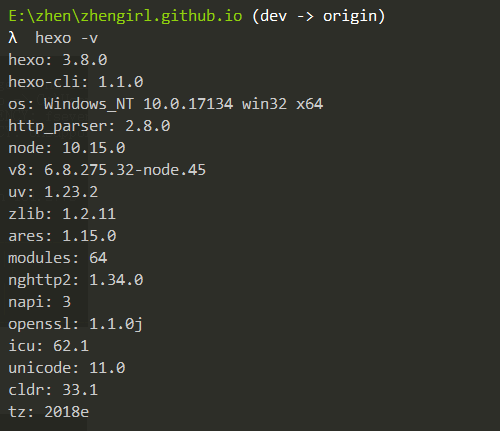 E:\zhen\zhengirl.github.io (dev -> origin)
λ  hexo -v
hexo: 3.8.0
hexo-cli: 1.1.0
os: Windows_NT 10.0.17134 win32 x64
http_parser: 2.8.0
node: 10.15.0
v8: 6.8.275.32-node.45
uv: 1.23.2
zlib: 1.2.11
ares: 1.15.0
modules: 64
nghttp2: 1.34.0
napi: 3
openssl: 1.1.0j
icu: 62.1
unicode: 11.0
cldr: 33.1
tz: 2018e